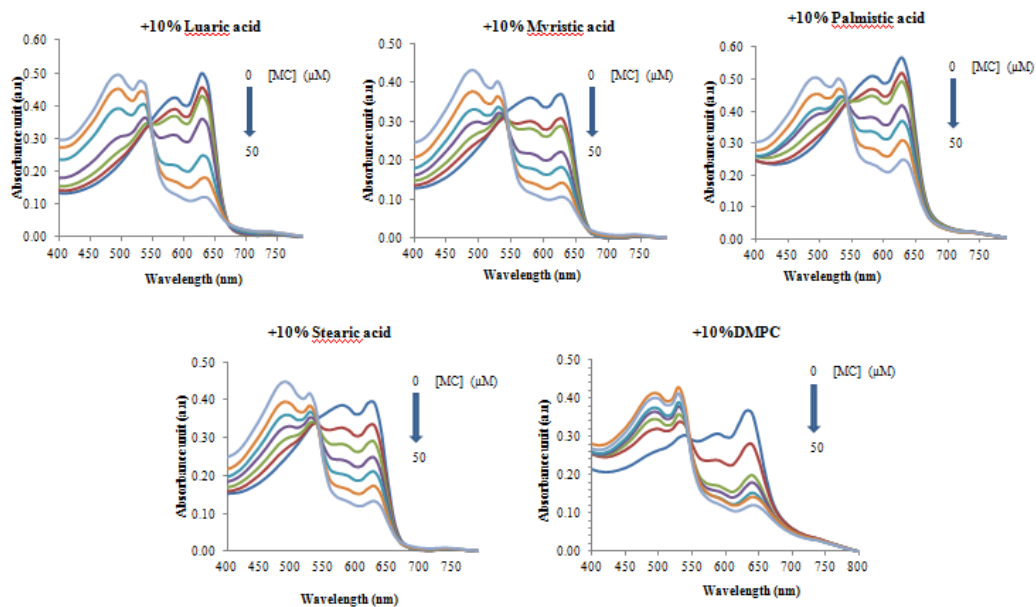 +10% Luaric acid
Absorbance unit (a.u)
0.60
0.50
0.40
0.30
0.20
0.10
0.00
0 [MC] (µM)
50
400 450 500 550 600 650 700 750
Wavelength (nm)
+10% Myristic acid
Absorbance unit (a.u)
0.50
0.40
0.30
0.20
0.10
0.00
0 [MC] (µM)
50
400 450 500 550 600 650 700 750
Wavelength (nm)
+10% Palmistic acid
Absorbance unit (a.u)
0.60
0.50
0.40
0.30
0.20
0.10
0.00
0 [MC] (µM)
50
400 450 500 550 600 650 700 750
Wavelength (nm)
+10% Stearic acid
Absorbance unit (a.u)
0.50
0.40
0.30
0.20
0.10
0.00
0 [MC] (µM)
50
400 450 500 550 600 650 700 750
Wavelength (nm)
+10%DMPC
Absorbance unit (a.u)
0.50
0.40
0.30
0.20
0.10
0.00
0 [MC] (µM)
50
400 450 500 550 600 650 700 750 800
Wavelength (nm)